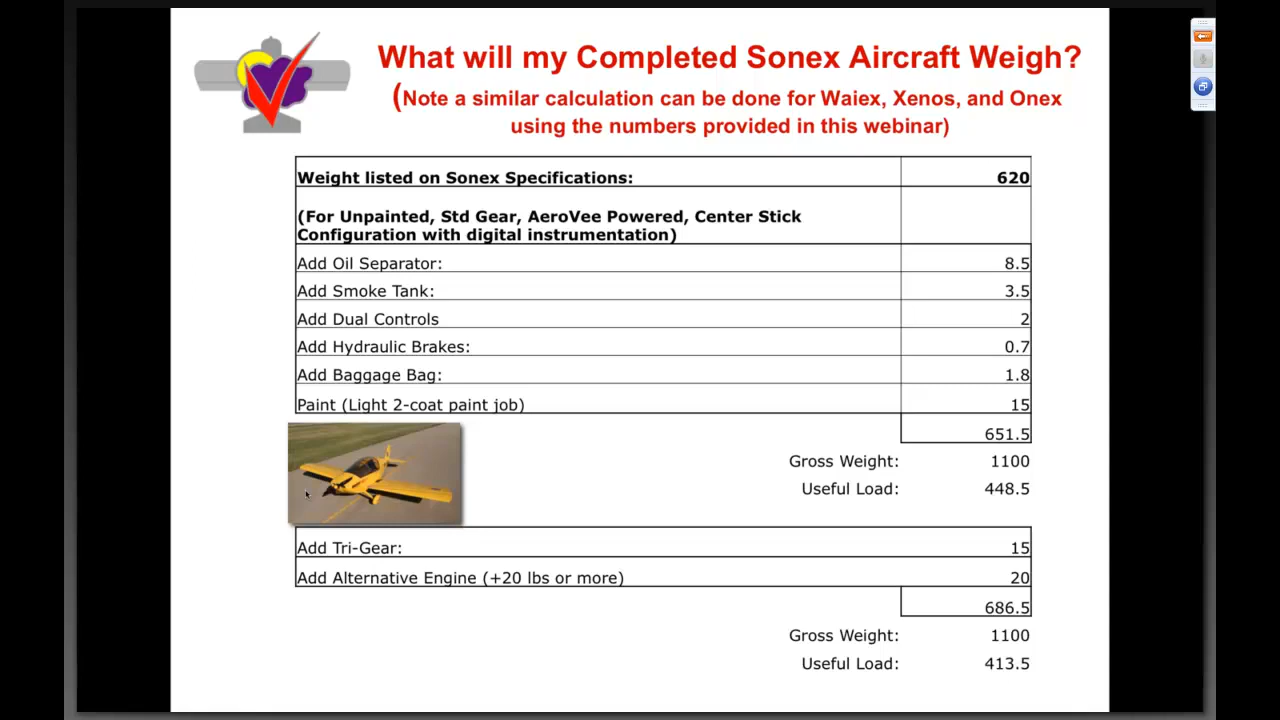 What will my Completed Sonex Aircraft Weigh?
(Note a similar calculation can be done for Waiex, Xenos, and Onex
using the numbers provided in this webinar)
Weight listed on Sonex Specifications: 620
(For Unpainted, Std Gear, AeroVee Powered, Center Stick
Configuration with digital instrumentation)
Add Oil Separator: 8.5
Add Smoke Tank: 3.5
Add Dual Controls 2
Add Hydraulic Brakes: 0.7
Add Baggage Bag: 1.8
Paint (Light 2-coat paint job) 15
651.5
Gross Weight: 1100
Useful Load: 448.5
Add Tri-Gear: 15
Add Alternative Engine (+20 lbs or more) 20
686.5
Gross Weight: 1100
Useful Load: 413.5